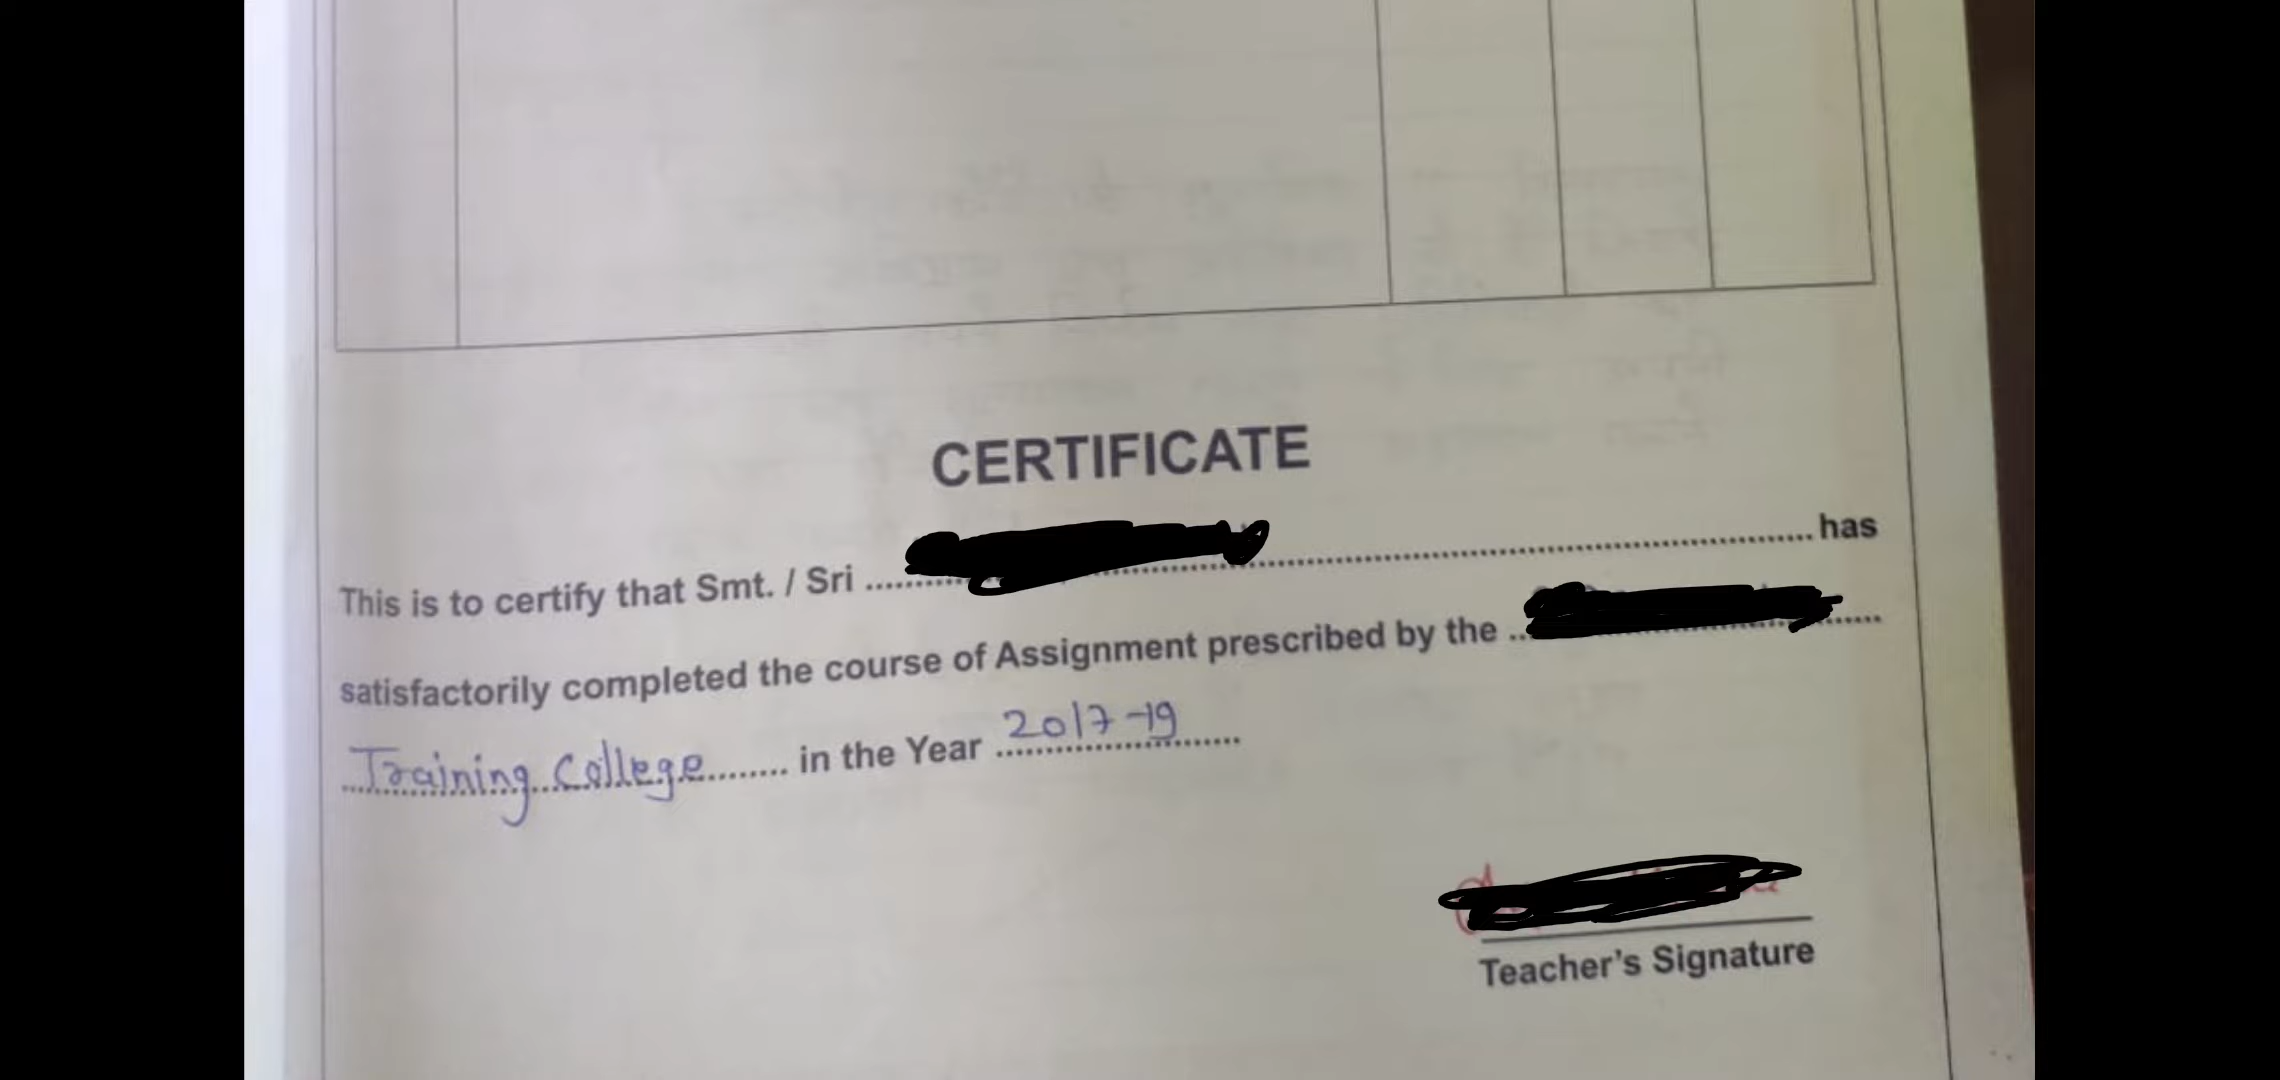 CERTIFICATE
This is to certify that Smt. / Sri .................... has
satisfactorily completed the course of Assignment prescribed by the ..........
Training College ........ in the Year 2017-19
Teacher's Signature